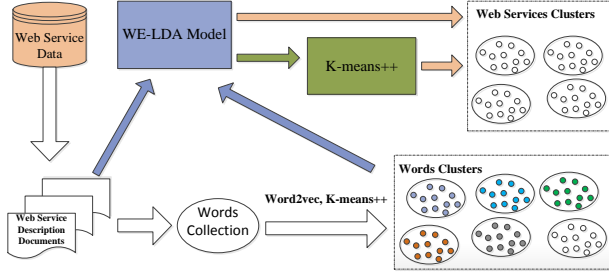 Web Service
Data
WE-LDA Model
K-means++
Web Services Clusters
Web Service
Description
Documents
Words
Collection
Word2vec, K-means++
Words Clusters